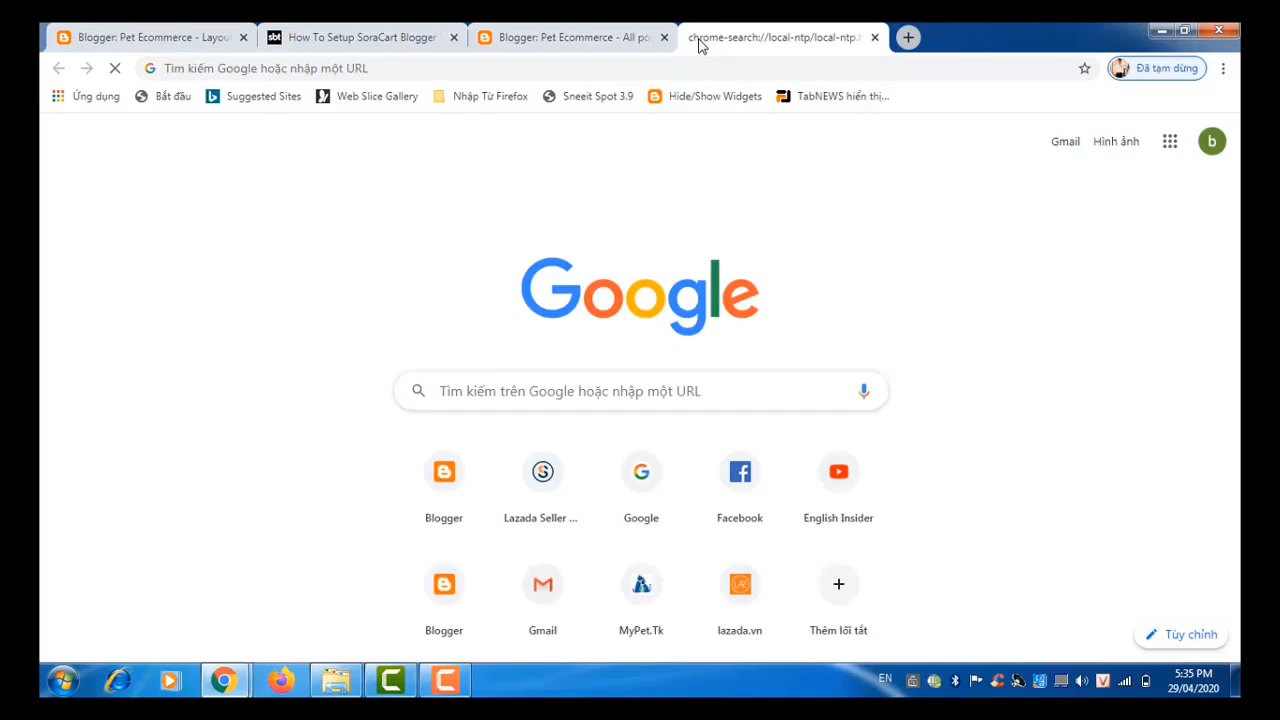 Blogger: Pet Ecommerce - Layou
sbt How To Setup SoraCart Blogger
Blogger: Pet Ecommerce - All po
chrome-search://local-ntp/local-ntp.
Tìm kiếm Google hoặc nhập một URL
Đã tạm dừng
Ứng dụng
Bắt đầu
Suggested Sites
Web Slice Gallery
Nhập Từ Firefox
Sneeit Spot 3.9
Hide/Show Widgets
TabNEWS hiển thị...
Gmail Hình ảnh
b
Google
Tìm kiếm trên Google hoặc nhập một URL
Blogger
Lazada Seller ...
Google
Facebook
English Insider
Blogger
Gmail
MyPet.Tk
lazada.vn
Thêm lối tắt
Tùy chỉnh
EN
5:35 PM
29/04/2020